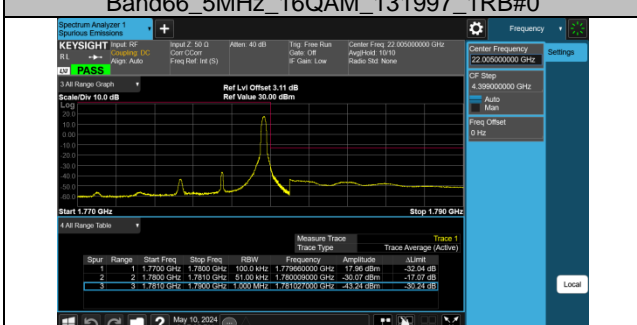 Band66_5MHz_16QAM_131997_1RB#0
Spectrum Analyzer 1
Spurious Emissions
Frequency
KEYSIGHT
RL
Input: RF
Coupling: DC
Align: Auto
Input Z: 50 Ω
Corr CCorr
Freq Ref: Int (S)
Atten: 40 dB
Trig: Free Run
Gate: Off
IF Gain: Low
Center Freq: 22.005000000 GHz
Avg|Hold: 10/10
Radio Std: None
LNI PASS
Center Frequency
22.005000000 GHz
Settings
CF Step
4.399000000 GHz
Auto
Man
Freq Offset
0 Hz
3 All Range Graph
Scale/Div 10.0 dB
Ref Lvl Offset 3.11 dB
Ref Value 30.00 dBm
Log
20.0
10.0
0.00
-10.0
-20.0
-30.0
-40.0
-50.0
-60.0
Start 1.770 GHz
Stop 1.790 GHz
4 All Range Table
Measure Trace Trace 1
Trace Type Trace Average (Active)
Spur Range Start Freq Stop Freq RBW Frequency Amplitude ΔLimit
1 1 1.7700 GHz 1.7800 GHz 100.0 kHz 1.779660000 GHz 17.96 dBm -32.04 dB
2 2 1.7800 GHz 1.7810 GHz 51.00 kHz 1.780009000 GHz -30.07 dBm -17.07 dB
3 3 1.7810 GHz 1.7900 GHz 1.000 MHz 1.781027000 GHz -43.24 dBm -30.24 dB
Local
May 10, 2024